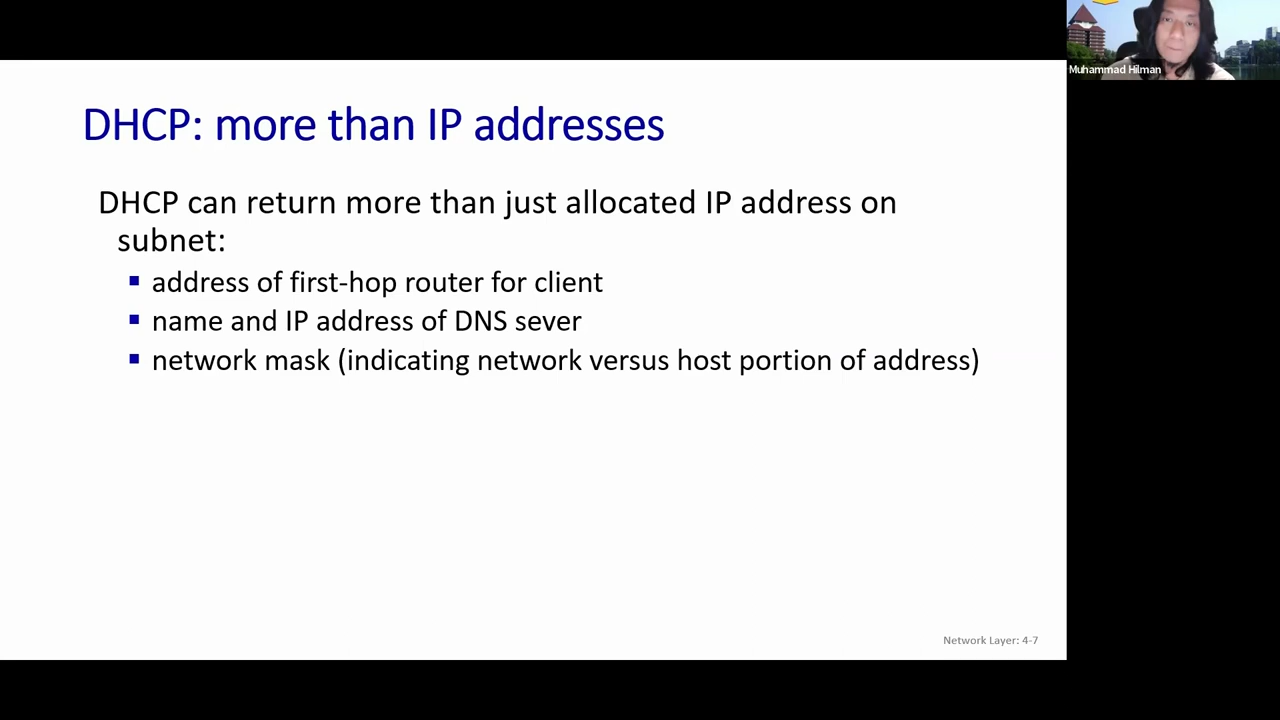 DHCP: more than IP addresses
DHCP can return more than just allocated IP address on
subnet:
▪ address of first-hop router for client
▪ name and IP address of DNS sever
▪ network mask (indicating network versus host portion of address)
Network Layer: 4-7
Muhammad Hilman